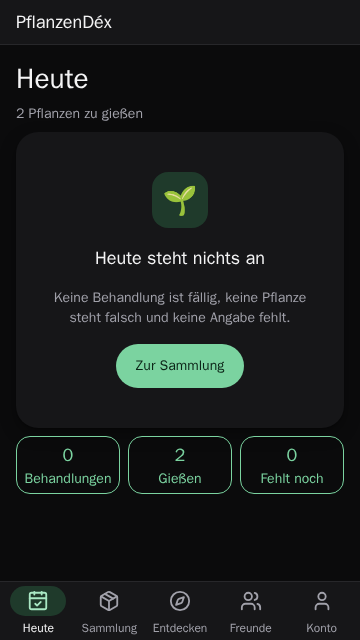 PflanzenDéx
Heute
2 Pflanzen zu gießen
Heute steht nichts an
Keine Behandlung ist fällig, keine Pflanze
steht falsch und keine Angabe fehlt.
Zur Sammlung
0
Behandlungen
2
Gießen
0
Fehlt noch
Heute
Sammlung
Entdecken
Freunde
Konto